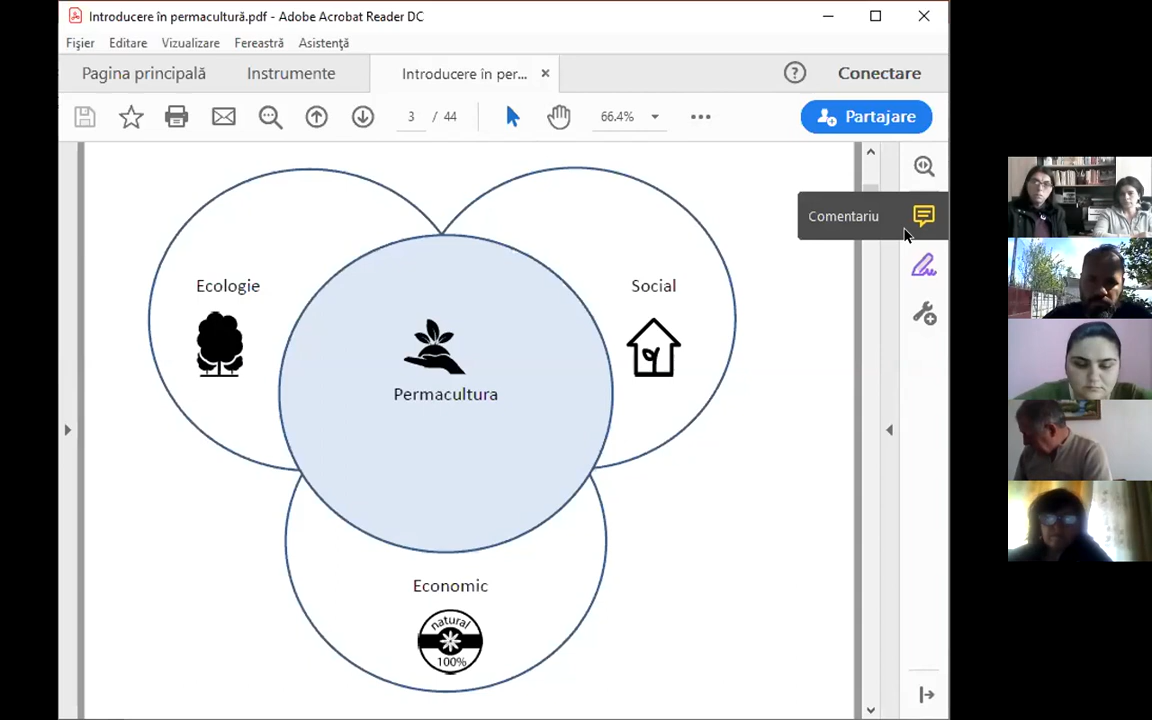 Introducere în permacultură.pdf - Adobe Acrobat Reader DC
Fișier Editare Vizualizare Fereastră Asistență
Pagina principală Instrumente Introducere în per... Conectare
3 / 44 66.4% Partajare
Comentariu
Ecologie Social
Permacultura
Economic
natural
100%